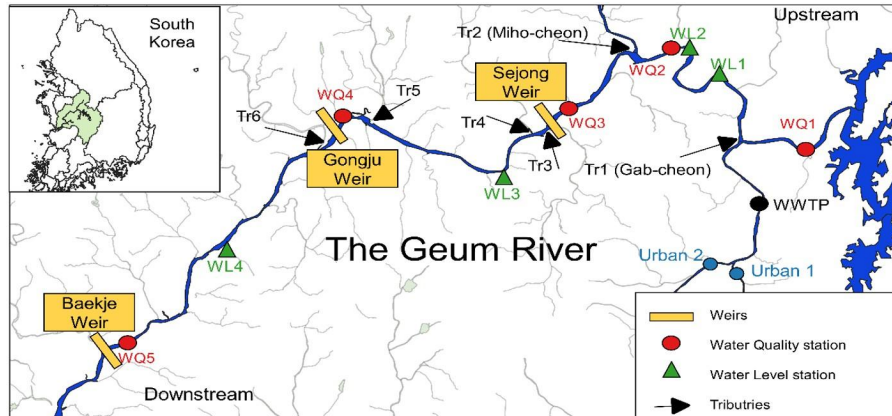 South
Korea
Upstream
Tr2 (Miho-cheon)
WL2
WQ2
WL1
Sejong
Weir
WQ4
Tr5
Tr6
WQ3
WQ1
Tr4
Gongju
Weir
Tr3
Tr1 (Gab-cheon)
WL3
WWTP
The Geum River
WL4
Urban 2
Urban 1
Baekje
Weir
WQ5
Downstream
Weirs
Water Quality station
Water Level station
Tributries